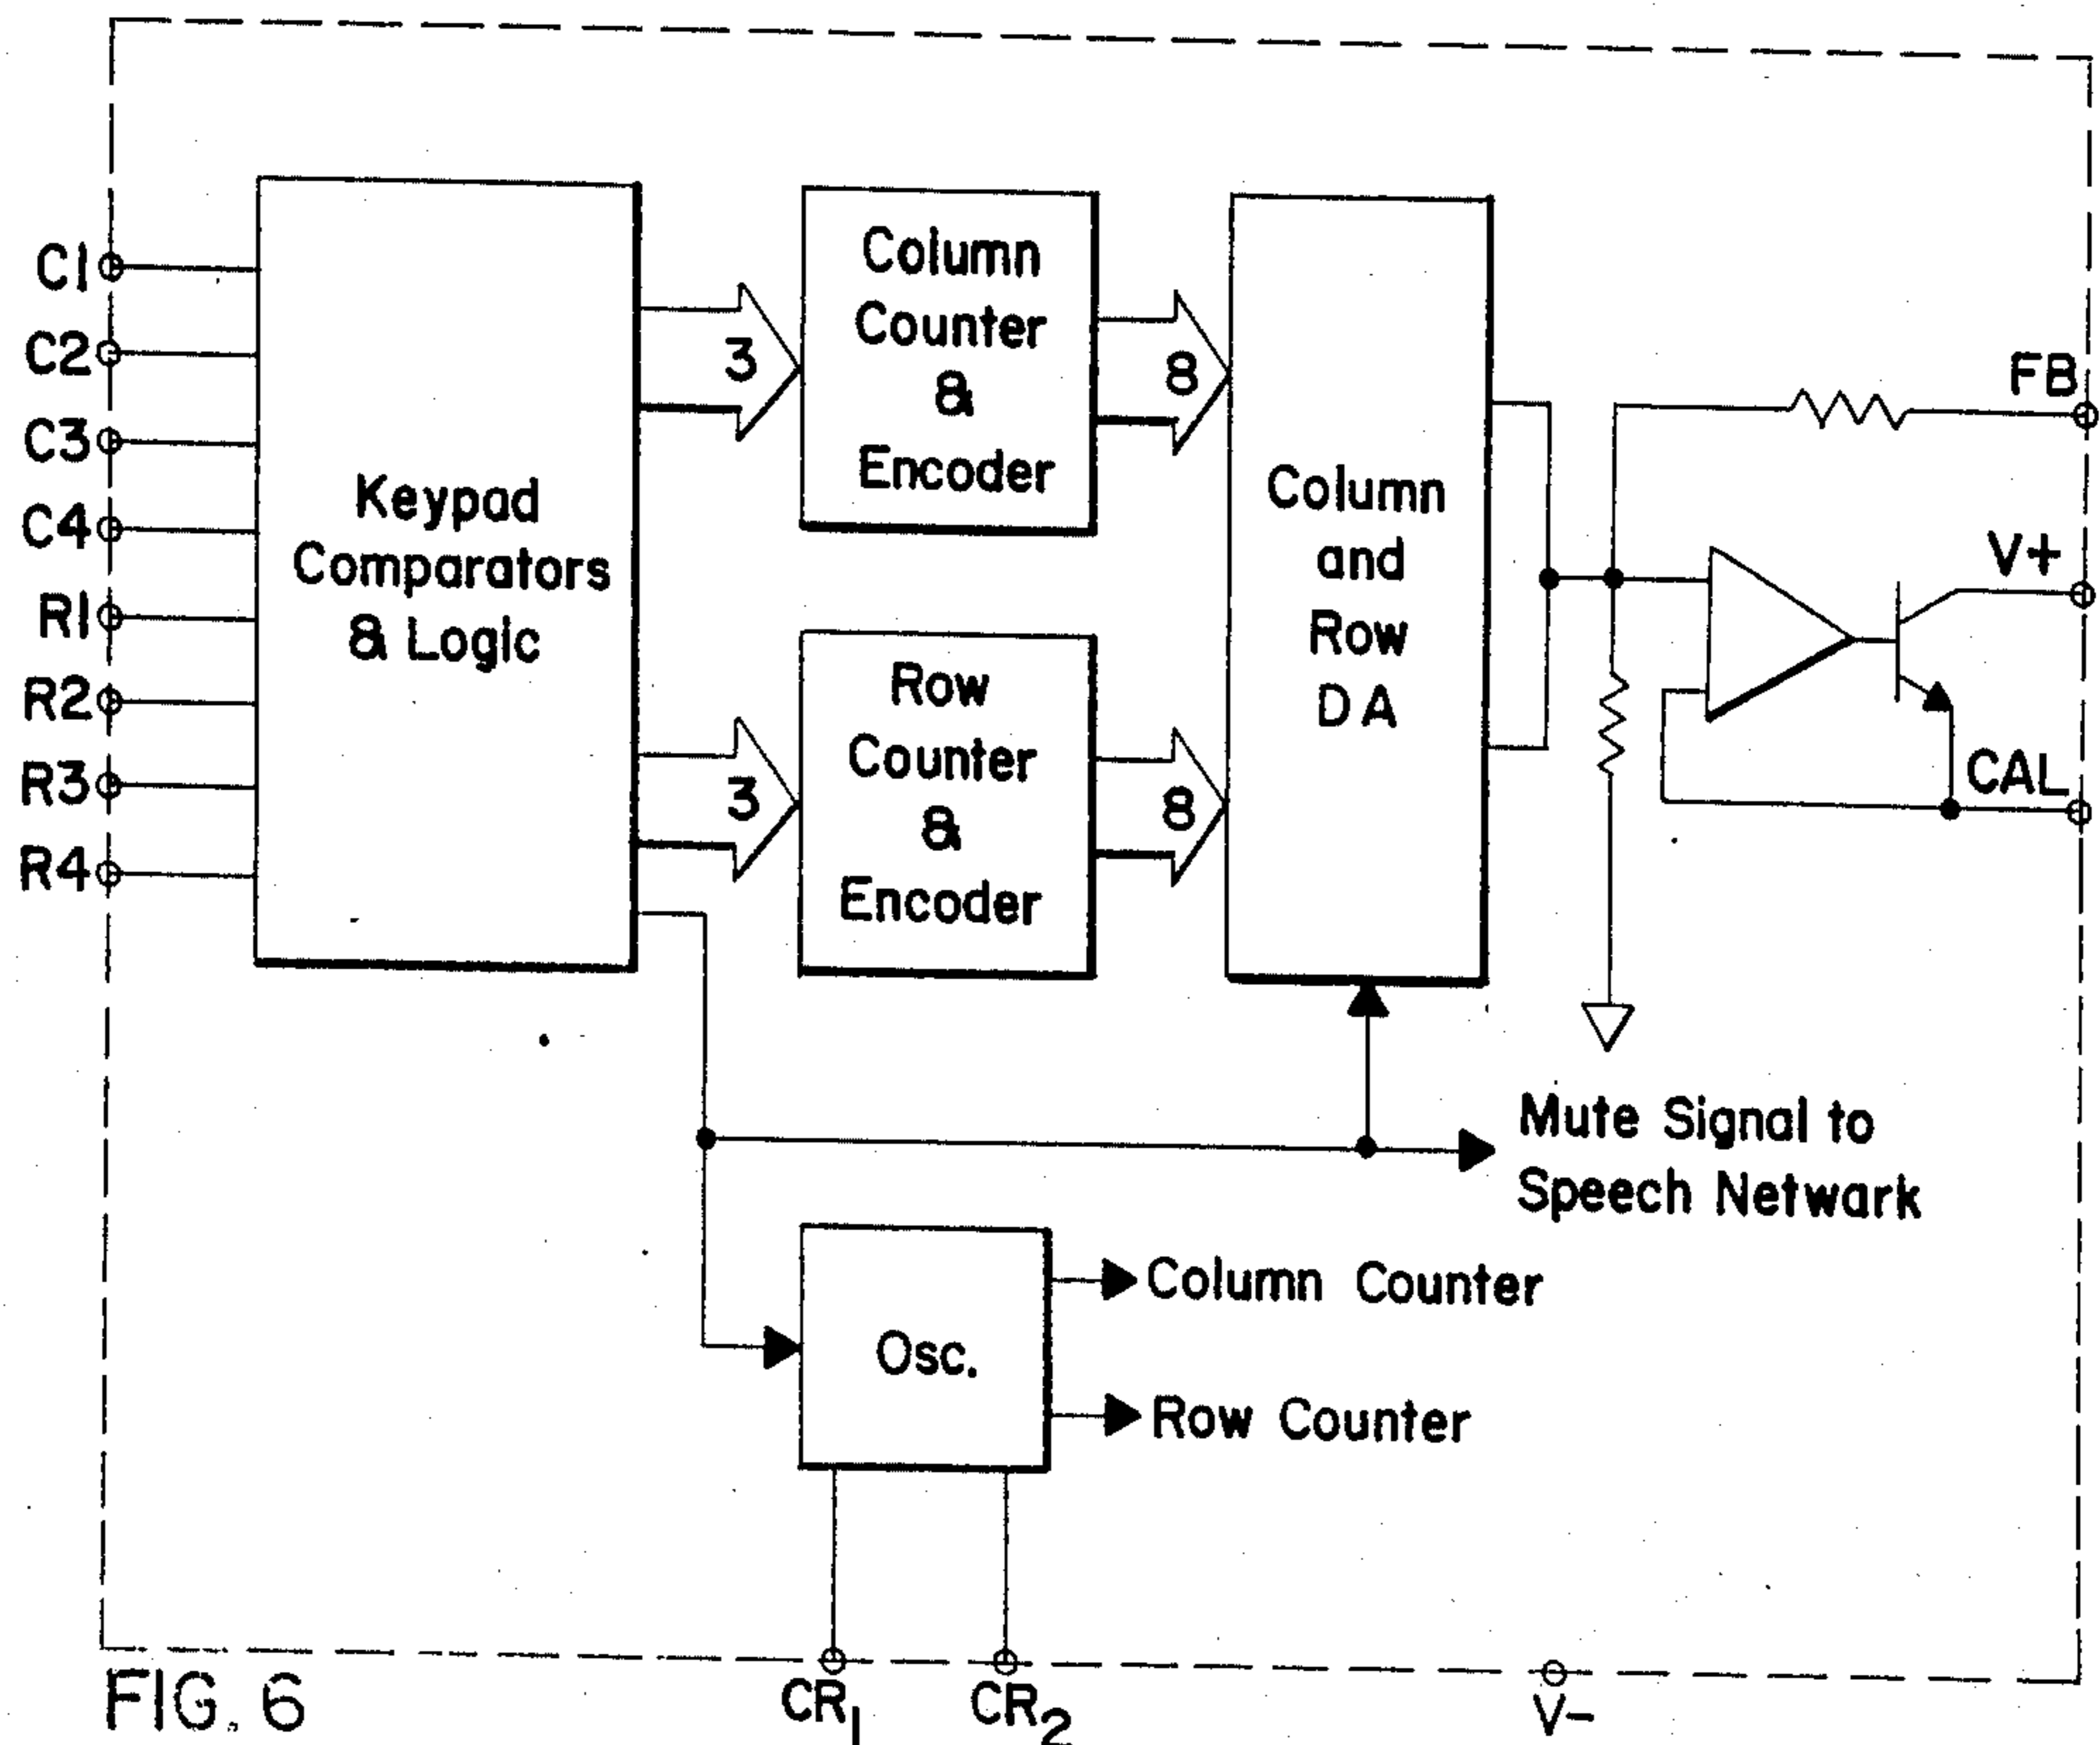 C1
C2
C3
C4
R1
R2
R3
R4
Keypad
Comparators
& Logic
3
Column
Counter
&
Encoder
8
3
Row
Counter
&
Encoder
8
Column
and
Row
DA
FB
V+
CAL
Mute Signal to
Speech Netwark
Osc.
Column Counter
Row Counter
CR1
CR2
V-
FIG. 6